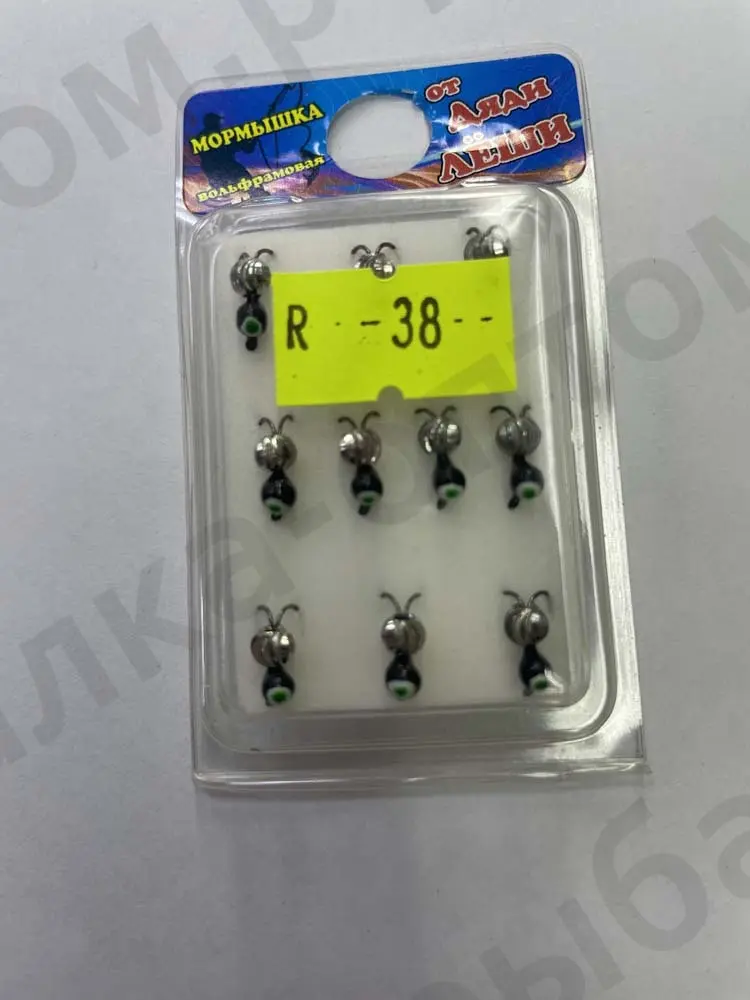 МОРМЫШКА
вольфрамовая
от
Дяди
ЛЁШИ
R --38--